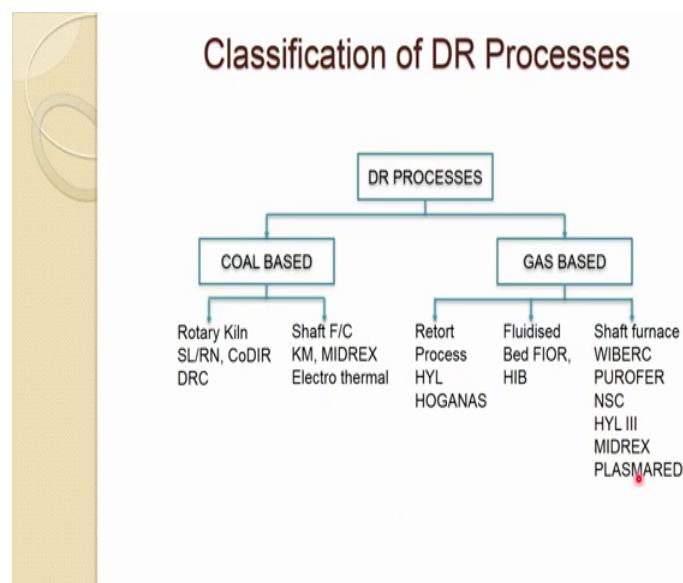 Classification of DR Processes
DR PROCESSES
COAL BASED
GAS BASED
Rotary Kiln
SL/RN, CoDIR
DRC
Shaft F/C
KM, MIDREX
Electro thermal
Retort
Process
HYL
HOGANAS
Fluidised
Bed FIOR,
HIB
Shaft furnace
WIBERC
PUROFER
NSC
HYL III
MIDREX
PLASMARED